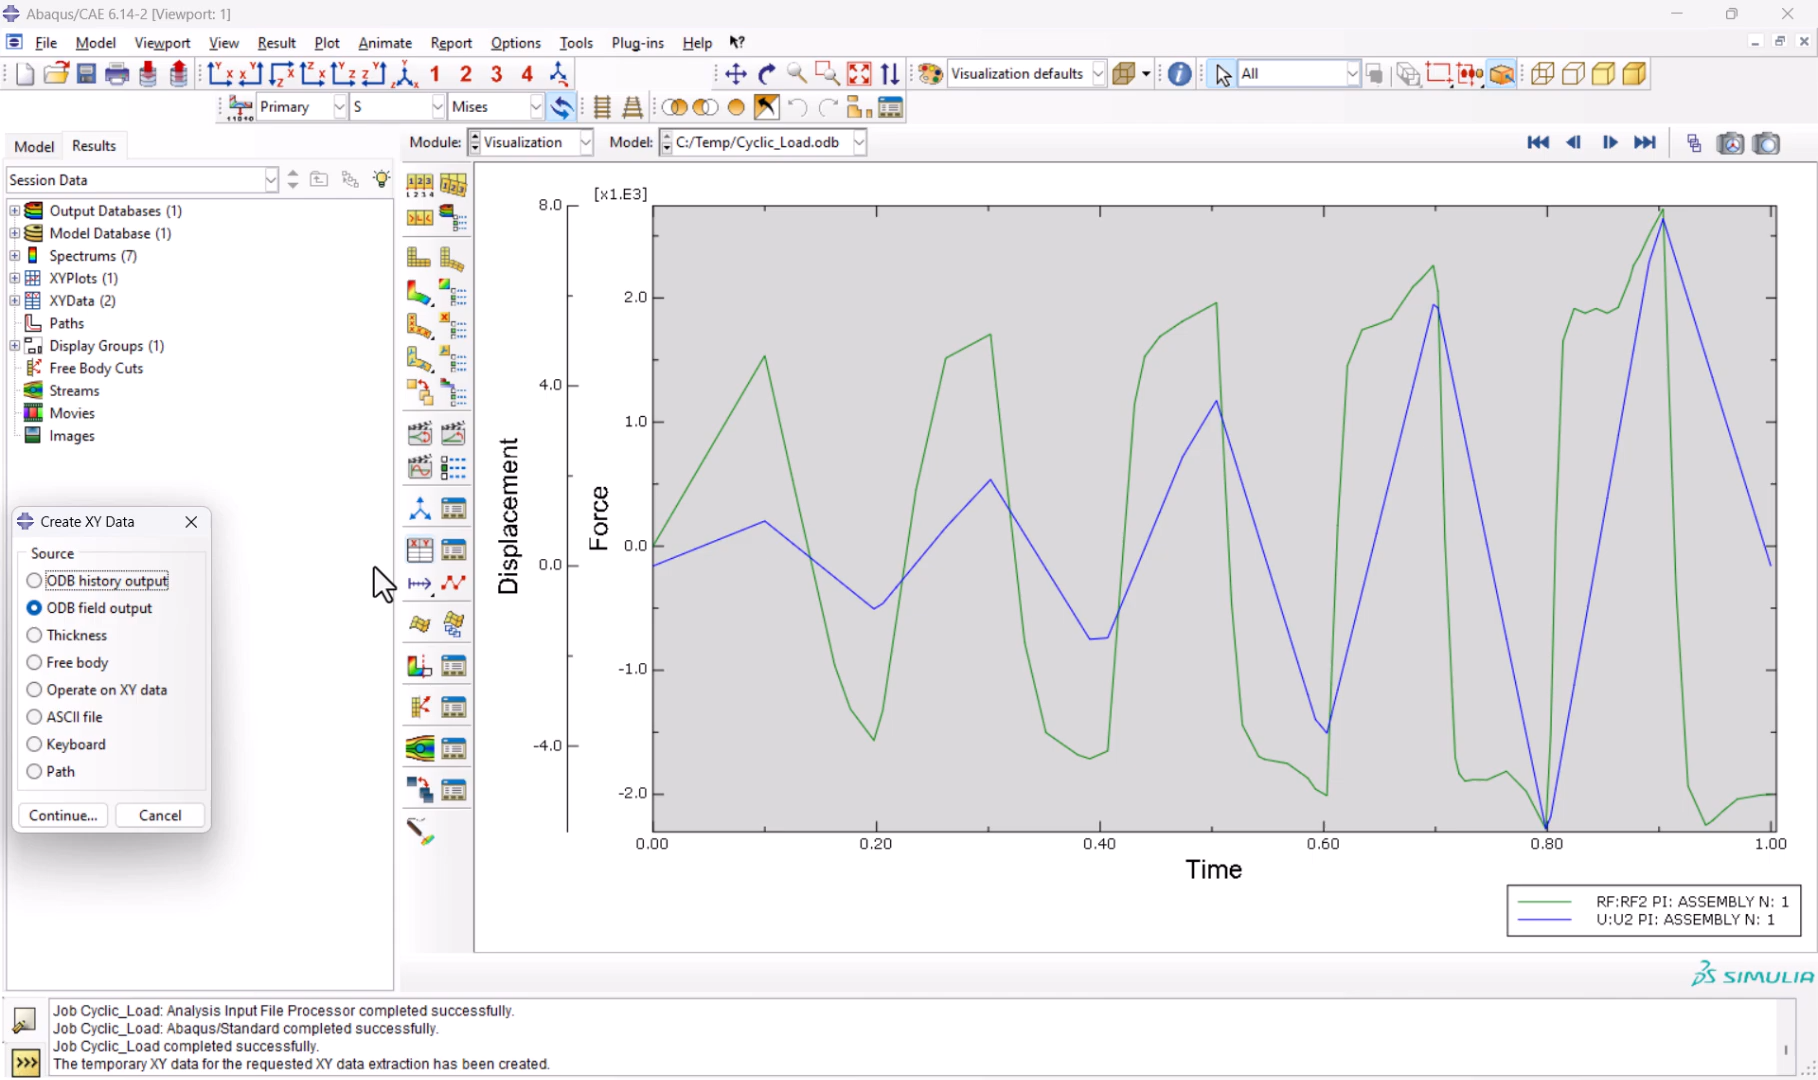 Abaqus/CAE 6.14-2 [Viewport: 1]
File Model Viewport View Result Plot Animate Report Options Tools Plug-ins Help
1 2 3 4
Visualization defaults
All
Primary S Mises
Model Results
Module: Visualization Model: C:/Temp/Cyclic_Load.odb
Session Data
Output Databases (1)
Model Database (1)
Spectrums (7)
XYPlots (1)
XYData (2)
Paths
Display Groups (1)
Free Body Cuts
Streams
Movies
Images
Create XY Data
Source
ODB history output
ODB field output
Thickness
Free body
Operate on XY data
ASCII file
Keyboard
Path
Continue... Cancel
[x1.E3]
8.0
4.0
0.0
-4.0
Displacement
2.0
1.0
0.0
-1.0
-2.0
Force
0.00 0.20 0.40 0.60 0.80 1.00
Time
RF:RF2 PI: ASSEMBLY N: 1
U:U2 PI: ASSEMBLY N: 1
SIMULIA
Job Cyclic_Load: Analysis Input File Processor completed successfully.
Job Cyclic_Load: Abaqus/Standard completed successfully.
Job Cyclic_Load completed successfully.
The temporary XY data for the requested XY data extraction has been created.
>>>